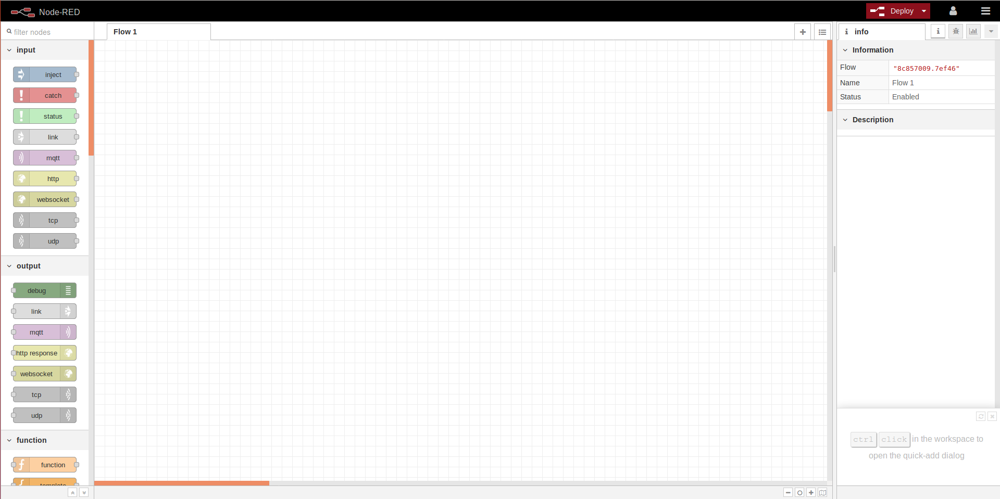 Node-RED
Deploy
filter nodes
Flow 1
info
input
inject
catch
status
link
mqtt
http
websocket
tcp
udp
output
debug
link
mqtt
http response
websocket
tcp
udp
function
function
template
Information
Flow "8c857009.7ef46"
Name Flow 1
Status Enabled
Description
ctrl click in the workspace to
open the quick-add dialog